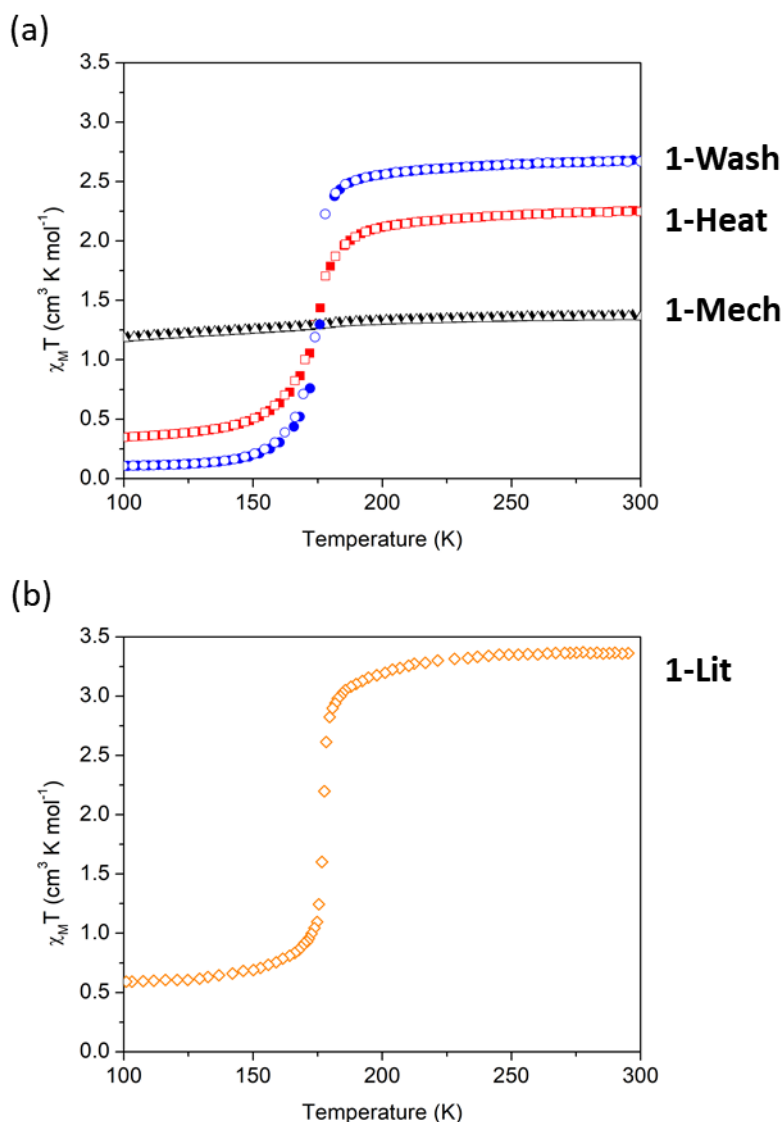 (a)
3.5
3.0
2.5
2.0
1.5
1.0
0.5
0.0
χMT (cm³ K mol⁻¹)
1-Wash
1-Heat
1-Mech
100 150 200 250 300
Temperature (K)
(b)
3.5
3.0
2.5
2.0
1.5
1.0
0.5
0.0
χMT (cm³ K mol⁻¹)
1-Lit
100 150 200 250 300
Temperature (K)